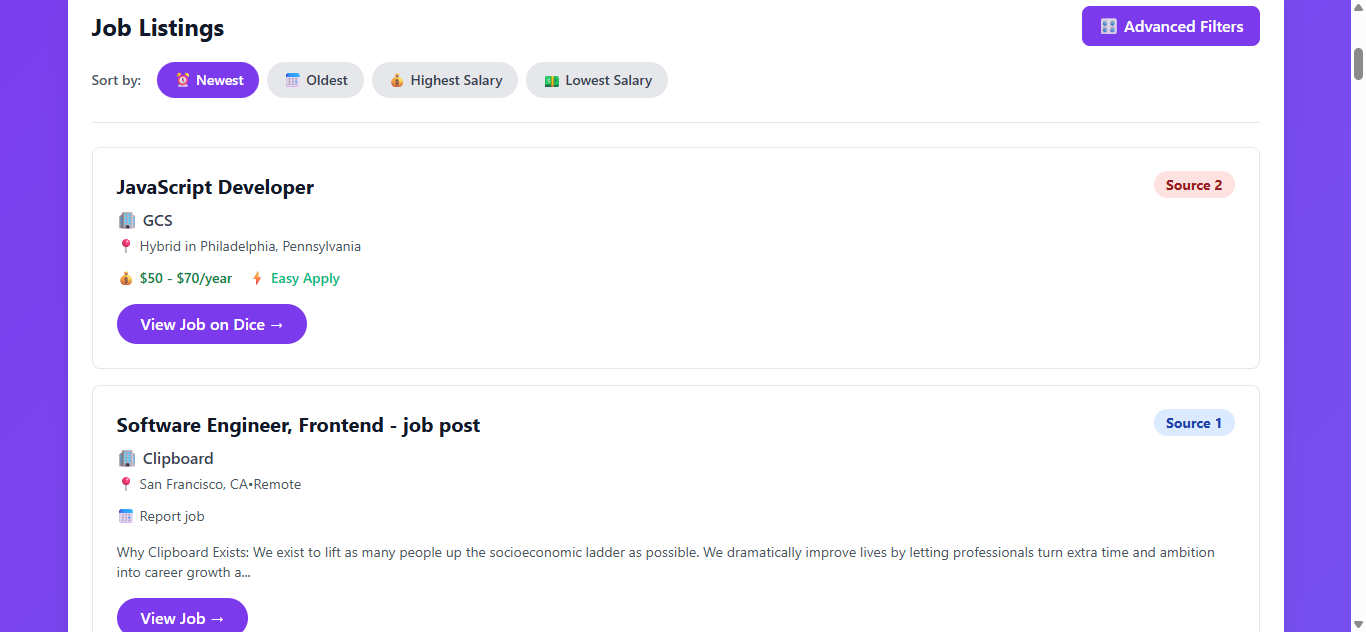 Job Listings
Advanced Filters
Sort by: Newest Oldest Highest Salary Lowest Salary
JavaScript Developer
Source 2
GCS
Hybrid in Philadelphia, Pennsylvania
$50 - $70/year Easy Apply
View Job on Dice →
Software Engineer, Frontend - job post
Source 1
Clipboard
San Francisco, CA•Remote
Report job
Why Clipboard Exists: We exist to lift as many people up the socioeconomic ladder as possible. We dramatically improve lives by letting professionals turn extra time and ambition
into career growth a...
View Job →